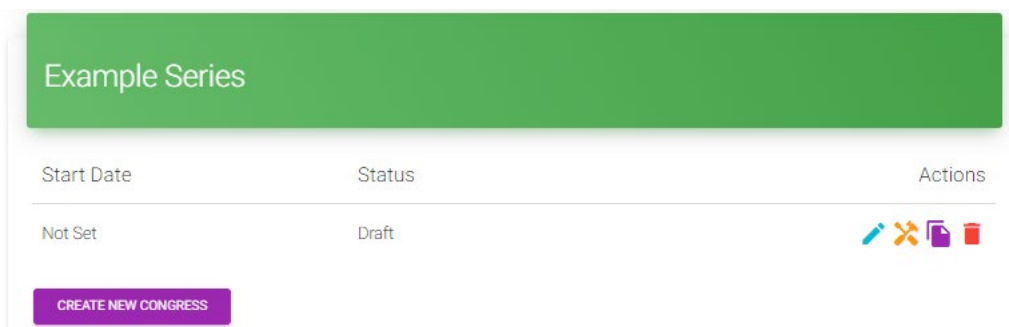 Example Series
Start Date Status Actions
Not Set Draft
CREATE NEW CONGRESS